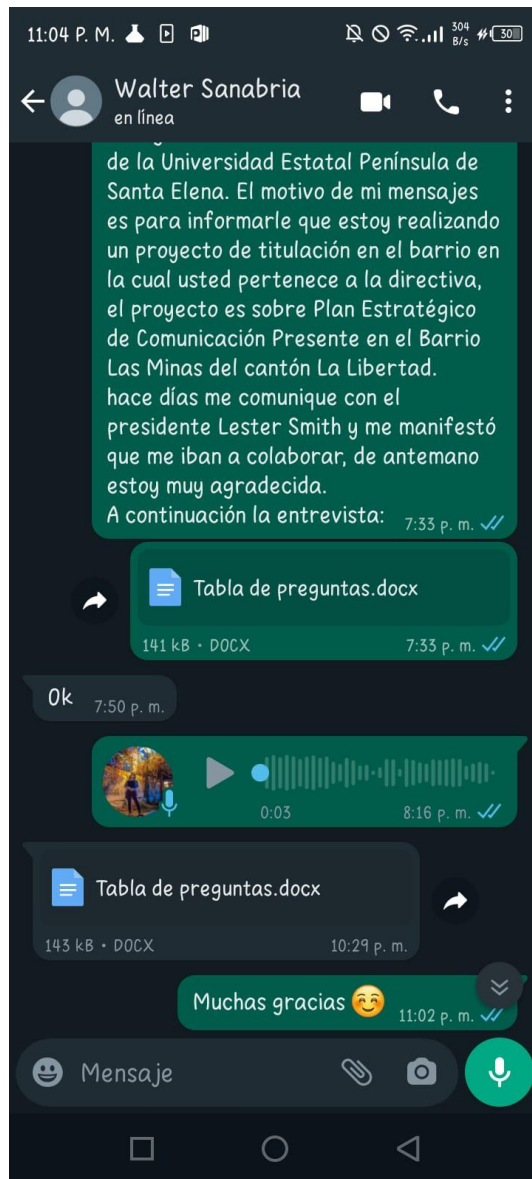 11:04 P. M.
304 B/s
30
Walter Sanabria
en línea
de la Universidad Estatal Península de
Santa Elena. El motivo de mi mensajes
es para informarle que estoy realizando
un proyecto de titulación en el barrio en
la cual usted pertenece a la directiva,
el proyecto es sobre Plan Estratégico
de Comunicación Presente en el Barrio
Las Minas del cantón La Libertad.
hace días me comunique con el
presidente Lester Smith y me manifestó
que me iban a colaborar, de antemano
estoy muy agradecida.
A continuación la entrevista:
7:33 p. m.
Tabla de preguntas.docx
141 kB • DOCX
7:33 p. m.
Ok
7:50 p. m.
0:03
8:16 p. m.
Tabla de preguntas.docx
143 kB • DOCX
10:29 p. m.
Muchas gracias ☺️
11:02 p. m.
Mensaje